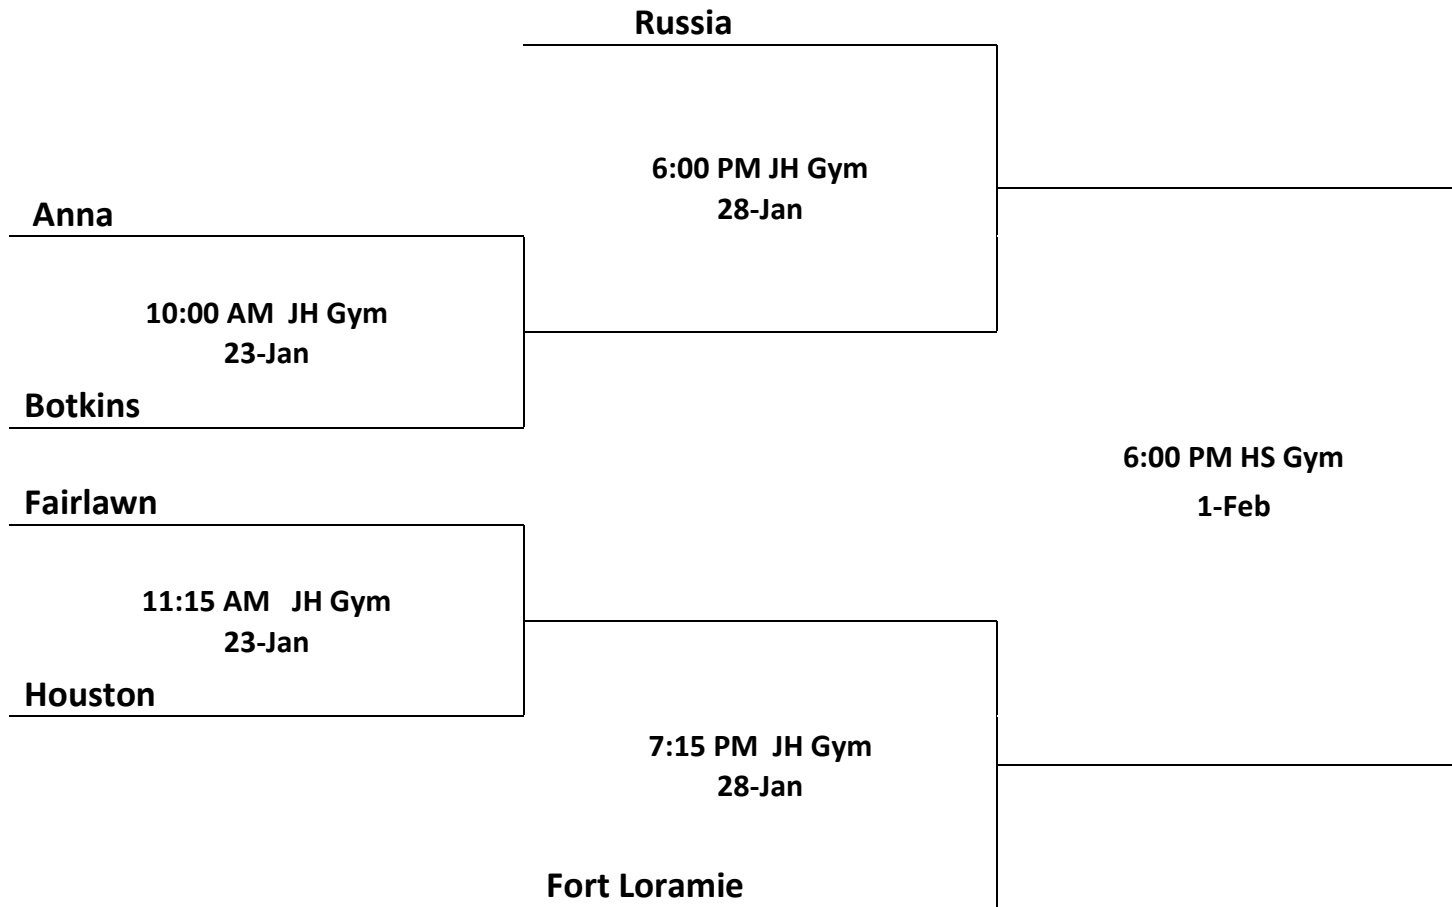 Russia
6:00 PM JH Gym
28-Jan
Anna
10:00 AM  JH Gym
23-Jan
Botkins
6:00 PM HS Gym
1-Feb
Fairlawn
11:15 AM   JH Gym
23-Jan
Houston
7:15 PM  JH Gym
28-Jan
Fort Loramie